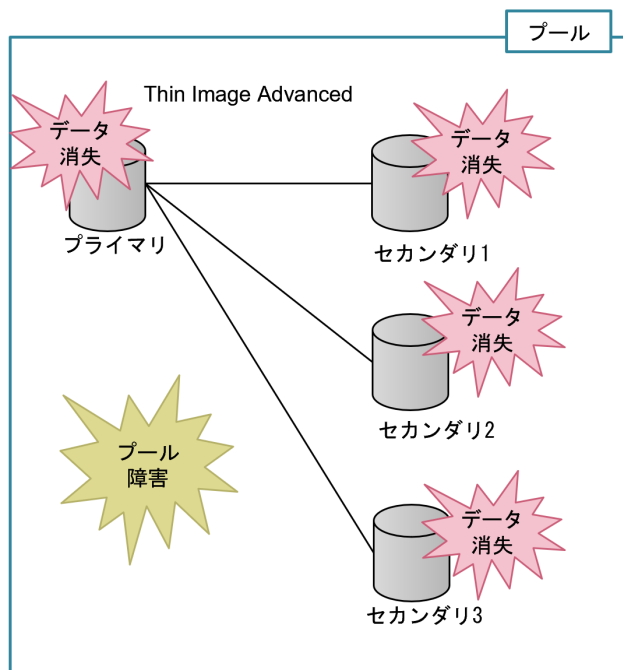 プール
Thin Image Advanced
データ
消失
プライマリ
データ
消失
セカンダリ1
データ
消失
セカンダリ2
プール
障害
データ
消失
セカンダリ3